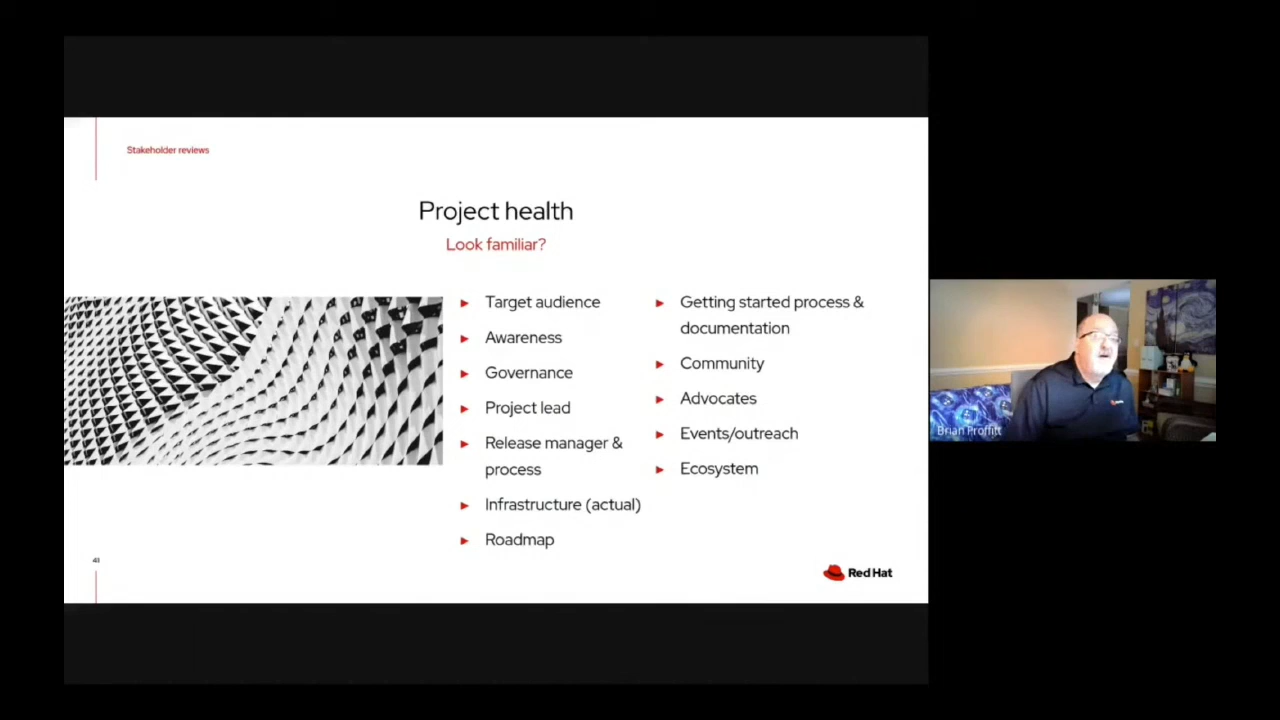 Stakeholder reviews
Project health
Look familiar?
Target audience
Awareness
Governance
Project lead
Release manager &
process
Infrastructure (actual)
Roadmap
Getting started process &
documentation
Community
Advocates
Events/outreach
Ecosystem
Brian Proffitt
Red Hat